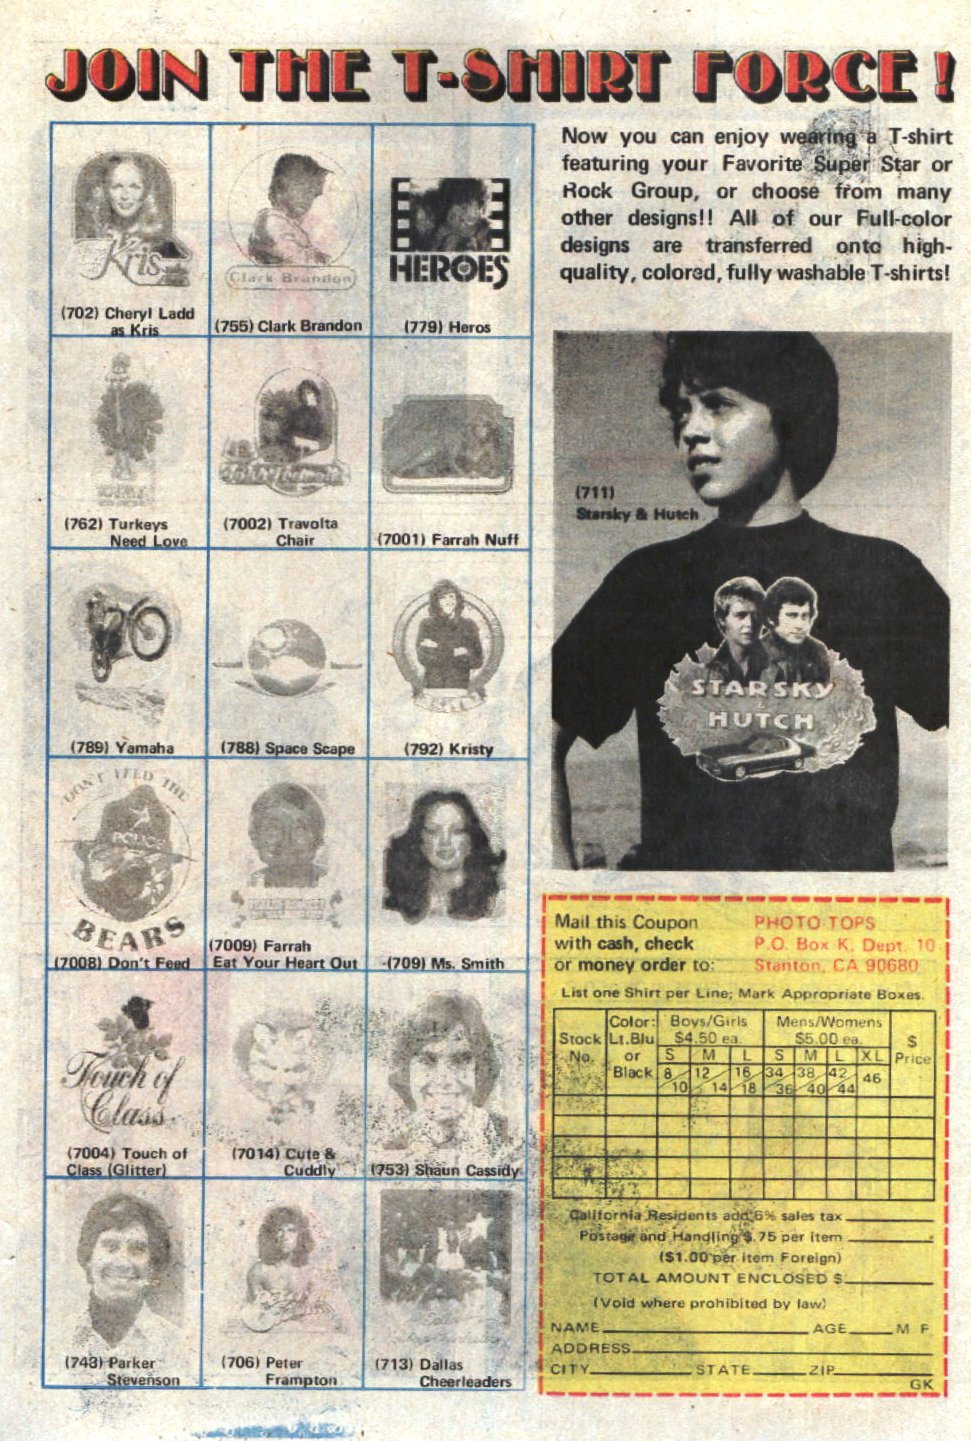 JOIN THE T-SHIRT FORCE!
Now you can enjoy wearing a T-shirt
featuring your Favorite Super Star or
Rock Group, or choose from many
other designs!! All of our Full-color
designs are transferred onto high-
quality, colored, fully washable T-shirts!
Kris
(702) Cheryl Ladd
as Kris
Clark Brandon
(755) Clark Brandon
HEROES
(779) Heros
(762) Turkeys
Need Love
(7002) Travolta
Chair
(7001) Farrah Nuff
(789) Yamaha
(788) Space Scape
(792) Kristy
DON'T FEED THE
POLICE
BEARS
(7008) Don't Feed
(7009) Farrah
Eat Your Heart Out
(709) Ms. Smith
Touch of
Class
(7004) Touch of
Class (Glitter)
(7014) Cute &
Cuddly
(753) Shaun Cassidy
(743) Parker
Stevenson
(706) Peter
Frampton
(713) Dallas
Cheerleaders
(711)
Starsky & Hutch
STARSKY
HUTCH
Mail this Coupon
with cash, check
or money order to:
PHOTO TOPS
P.O. Box K, Dept. 10
Stanton, CA 90680
List one Shirt per Line; Mark Appropriate Boxes.
Stock
No.
Color:
Lt.Blu
or
Black
Boys/Girls
$4.50 ea.
Mens/Womens
$5.00 ea.
$
Price
S M L S M L XL
8/10 12/14 16/18 34/36 38/40 42/44 46
California Residents add 6% sales tax
Postage and Handling $.75 per item
($1.00 per item Foreign)
TOTAL AMOUNT ENCLOSED $
(Void where prohibited by law)
NAME AGE M F
ADDRESS
CITY STATE ZIP
GK